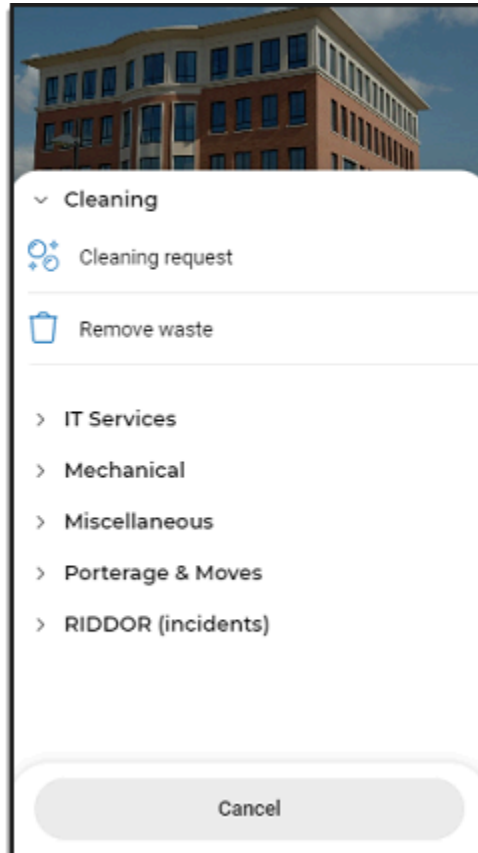 Cleaning
Cleaning request
Remove waste
IT Services
Mechanical
Miscellaneous
Porterage & Moves
RIDDOR (incidents)
Cancel